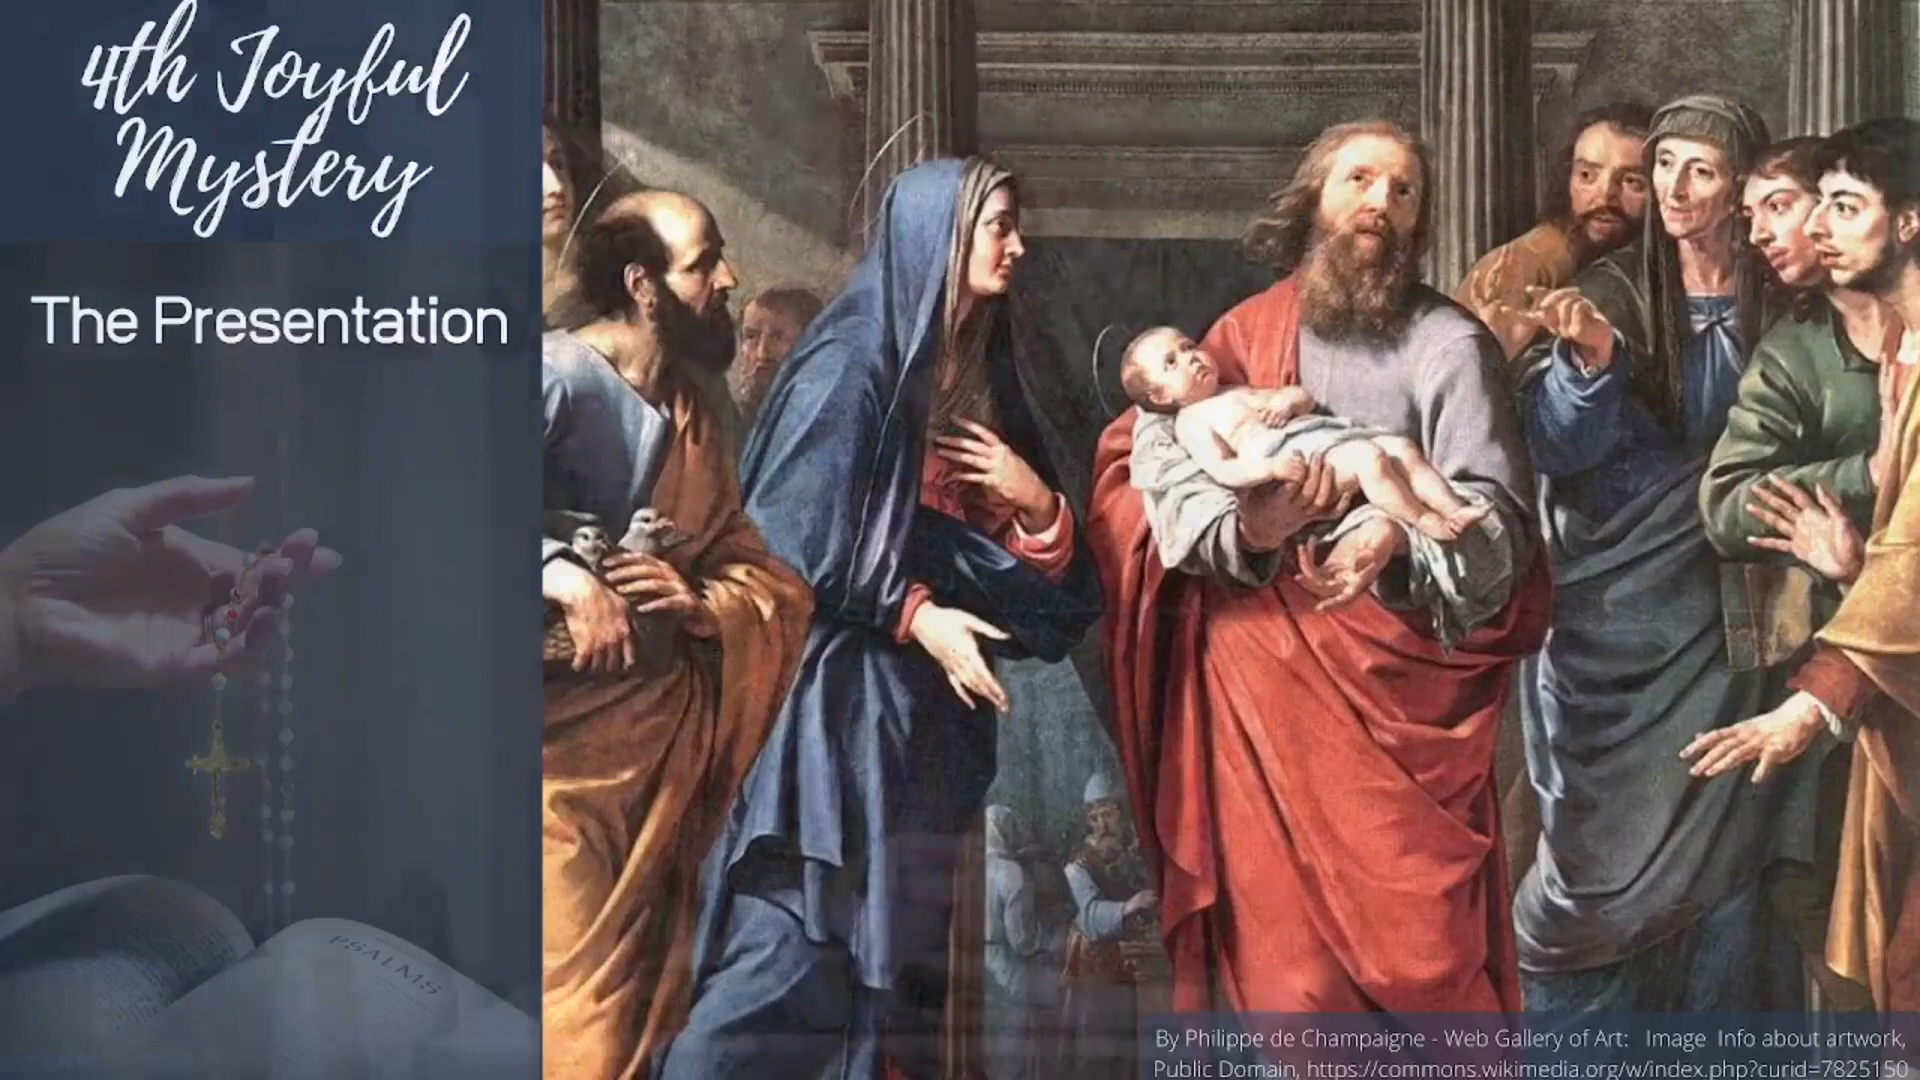 4th Joyful
Mystery
The Presentation
PSALMS
By Philippe de Champaigne - Web Gallery of Art: Image Info about artwork,
Public Domain, https://commons.wikimedia.org/w/index.php?curid=7825150